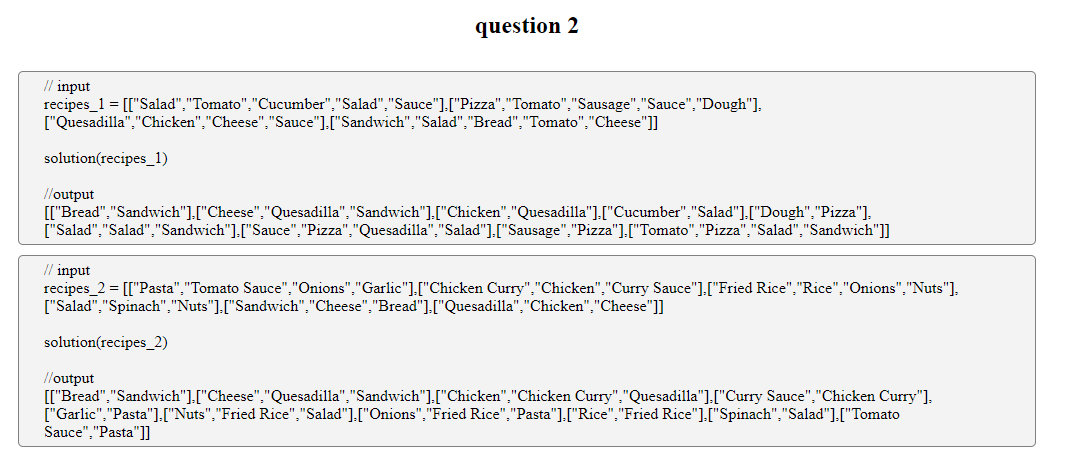 question 2
// input
recipes_1 = [["Salad","Tomato","Cucumber","Salad","Sauce"],["Pizza","Tomato","Sausage","Sauce","Dough"],
["Quesadilla","Chicken","Cheese","Sauce"],["Sandwich","Salad","Bread","Tomato","Cheese"]]
solution(recipes_1)
//output
[["Bread","Sandwich"],["Cheese","Quesadilla","Sandwich"],["Chicken","Quesadilla"],["Cucumber","Salad"],["Dough","Pizza"],
["Salad","Salad","Sandwich"],["Sauce","Pizza","Quesadilla","Salad"],["Sausage","Pizza"],["Tomato","Pizza","Salad","Sandwich"]]
// input
recipes_2 = [["Pasta","Tomato Sauce","Onions","Garlic"],["Chicken Curry","Chicken","Curry Sauce"],["Fried Rice","Rice","Onions","Nuts"],
["Salad","Spinach","Nuts"],["Sandwich","Cheese","Bread"],["Quesadilla","Chicken","Cheese"]]
solution(recipes_2)
//output
[["Bread","Sandwich"],["Cheese","Quesadilla","Sandwich"],["Chicken","Chicken Curry","Quesadilla"],["Curry Sauce","Chicken Curry"],
["Garlic","Pasta"],["Nuts","Fried Rice","Salad"],["Onions","Fried Rice","Pasta"],["Rice","Fried Rice"],["Spinach","Salad"],["Tomato
Sauce","Pasta"]]